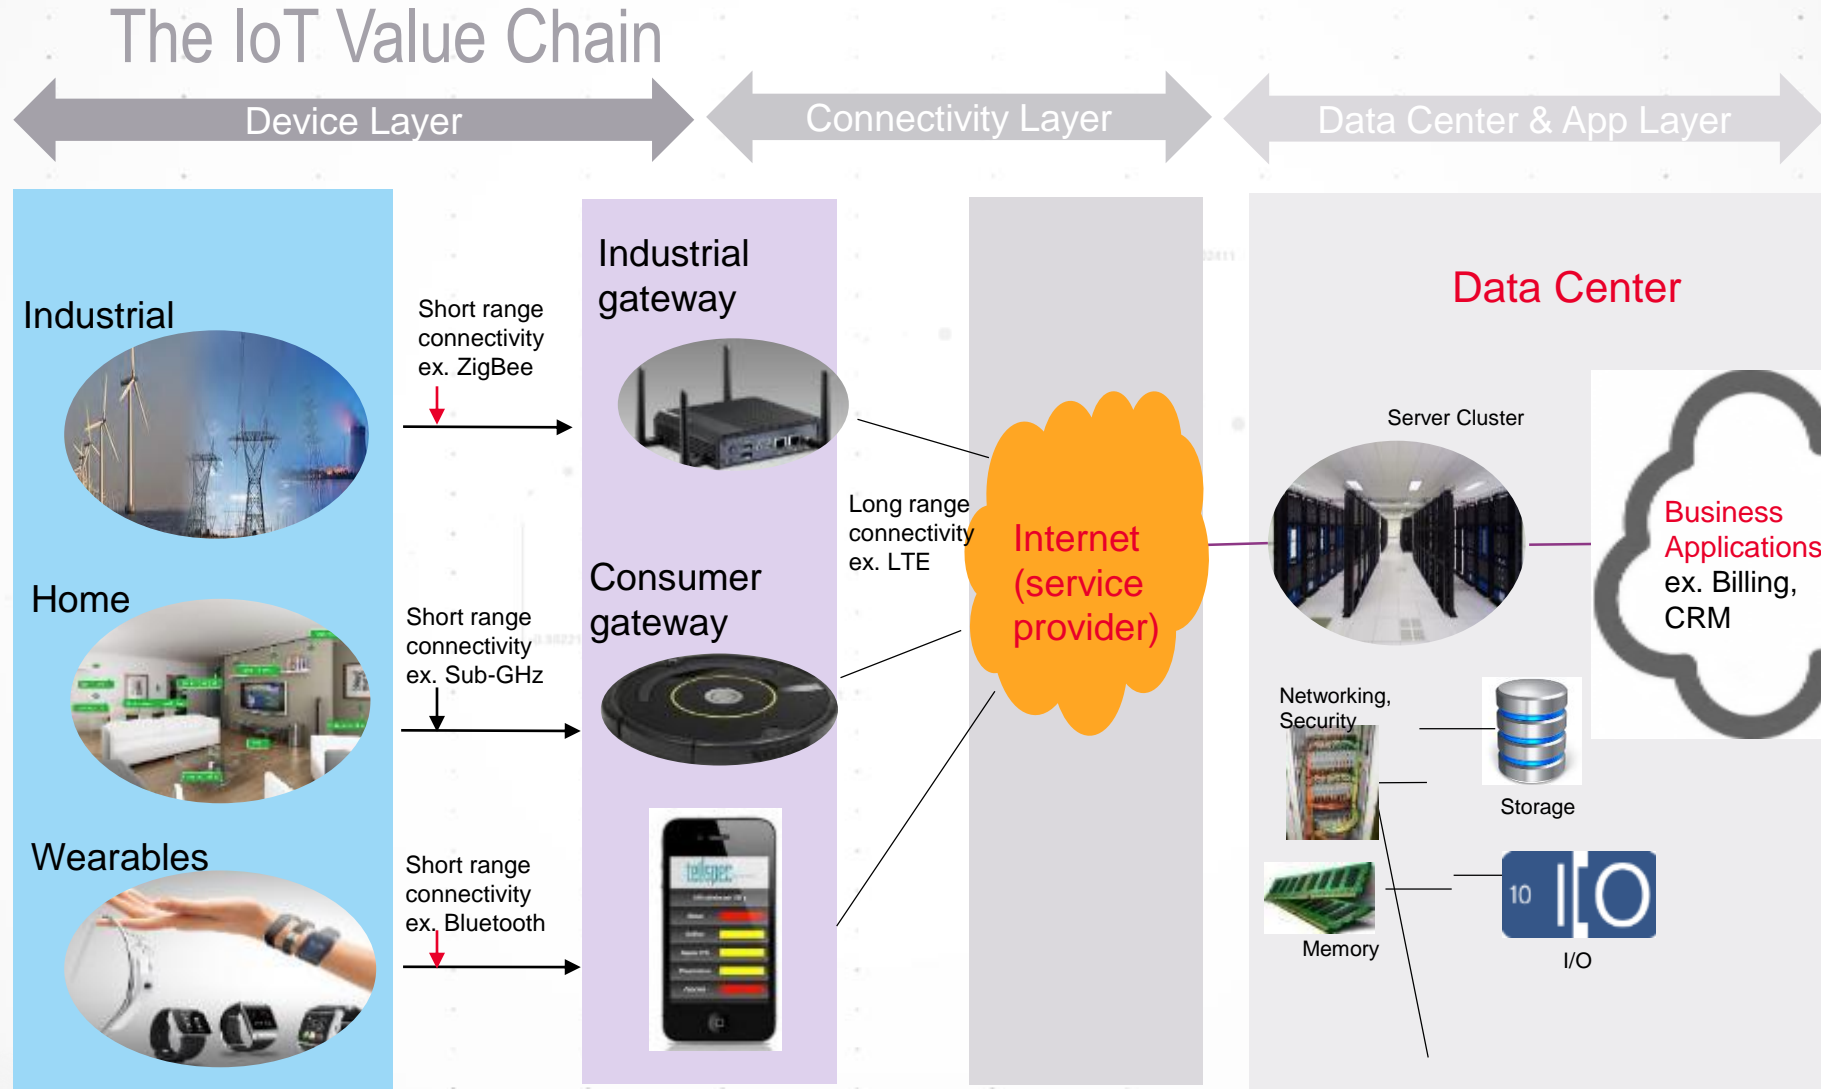 The IoT Value Chain
Device Layer
Connectivity Layer
Data Center & App Layer
Industrial
Short range
connectivity
ex. ZigBee
Industrial
gateway
Home
Short range
connectivity
ex. Sub-GHz
Consumer
gateway
Wearables
Short range
connectivity
ex. Bluetooth
tellspec
Long range
connectivity
ex. LTE
Internet
(service
provider)
Data Center
Server Cluster
Business
Applications
ex. Billing,
CRM
Networking,
Security
Storage
Memory
10 I/O
I/O